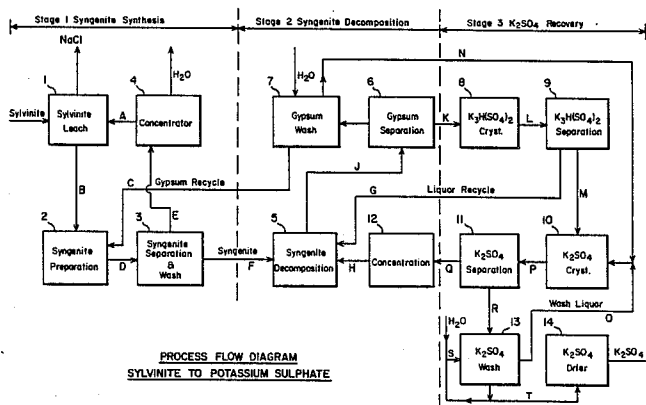 Stage 1 Syngenite Synthesis
Stage 2 Syngenite Decomposition
Stage 3 K2SO4 Recovery
NaCl
H2O
H2O
N
1
4
7
6
8
9
Sylvinite
Sylvinite
Leach
A
Concentrator
Gypsum
Wash
Gypsum
Separation
K
K3H(SO4)2
Cryst.
L
K3H(SO4)2
Separation
J
B
C
Gypsum Recycle
G
Liquor Recycle
M
E
2
3
5
12
11
10
Syngenite
Preparation
D
Syngenite
Separation
&
Wash
Syngenite
F
Syngenite
Decomposition
H
Concentration
Q
K2SO4
Separation
P
K2SO4
Cryst.
R
Wash Liquor
O
H2O
13
14
S
K2SO4
Wash
K2SO4
Drier
K2SO4
T
PROCESS FLOW DIAGRAM
SYLVINITE TO POTASSIUM SULPHATE